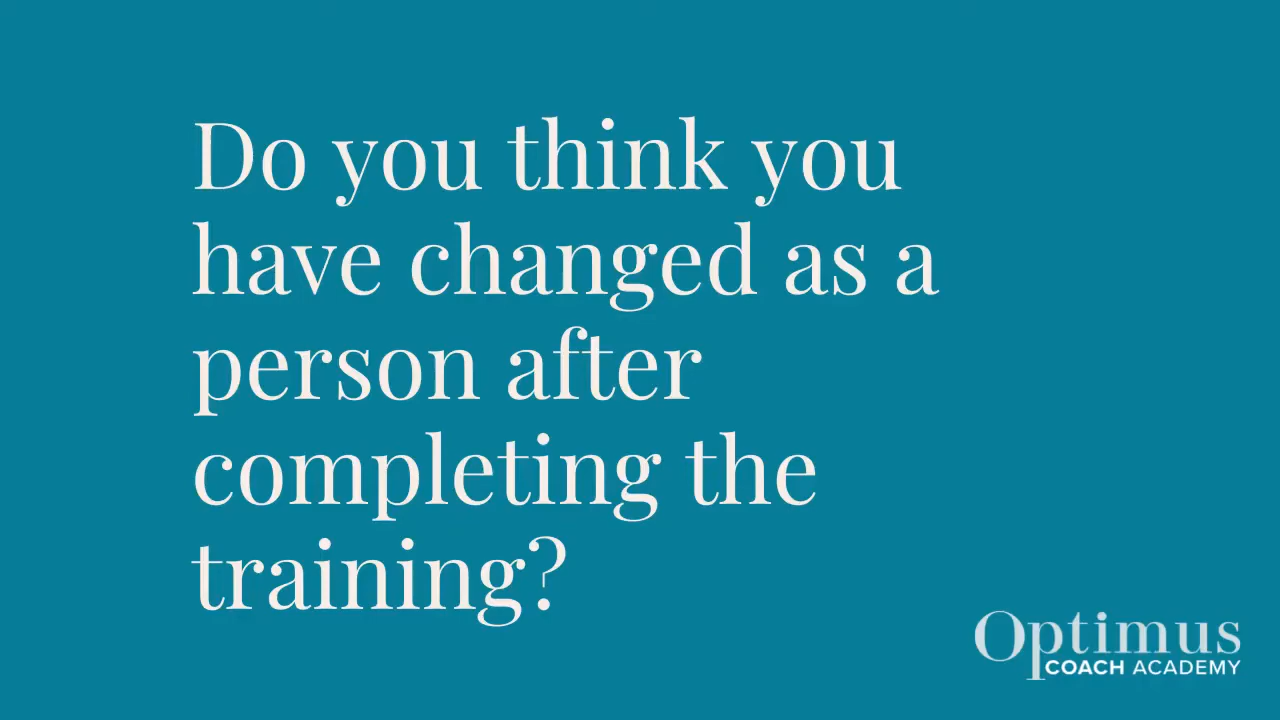 Do you think you
have changed as a
person after
completing the
training?
Optimus
COACH ACADEMY